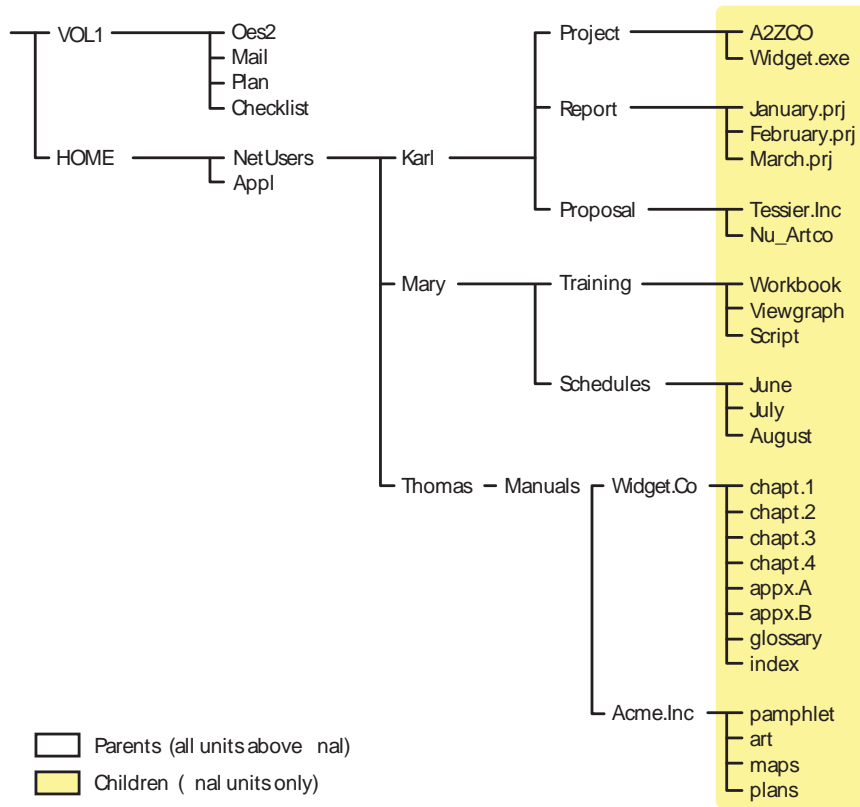 VOL1 Oes2 Project A2ZCO
Mail Widget.exe
Plan
Checklist Report January.prj
February.prj
HOME NetUsers Karl March.prj
Appl
Proposal Tessier.Inc
Nu_Artco
Mary Training Workbook
Viewgraph
Script
Schedules June
July
August
Thomas Manuals Widget.Co chapt.1
chapt.2
chapt.3
chapt.4
appx.A
appx.B
glossary
index
Acme.Inc pamphlet
Parents (all units above nal) art
maps
Children ( nal units only) plans